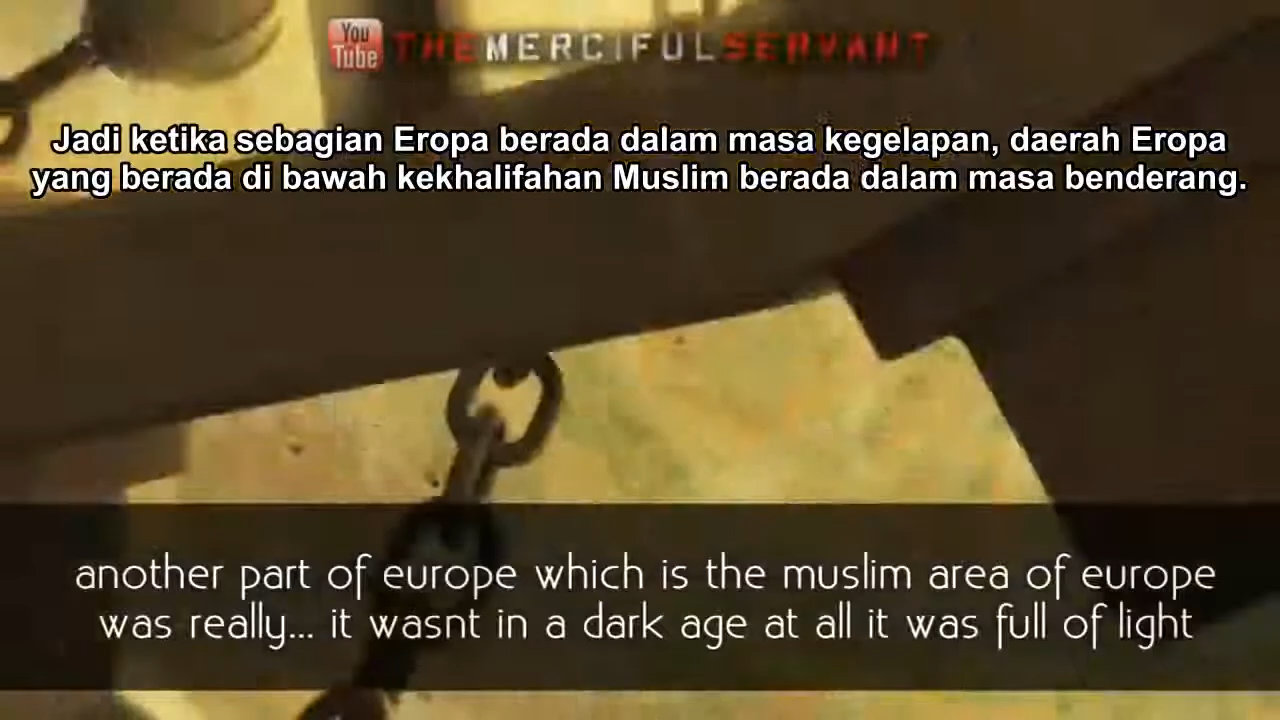 You Tube THEMERCIFULSERVANT
Jadi ketika sebagian Eropa berada dalam masa kegelapan, daerah Eropa
yang berada di bawah kekhalifahan Muslim berada dalam masa benderang.
another part of europe which is the muslim area of europe
was really... it wasnt in a dark age at all it was full of light